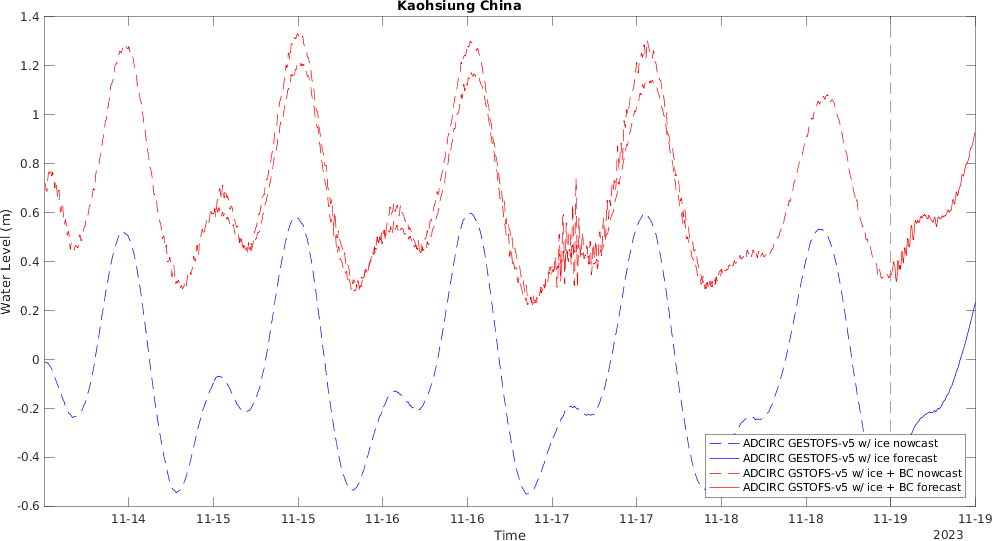 Kaohsiung China
Water Level (m)
1.4
1.2
1
0.8
0.6
0.4
0.2
0
-0.2
-0.4
-0.6
ADCIRC GESTOFS-v5 w/ ice nowcast
ADCIRC GESTOFS-v5 w/ ice forecast
ADCIRC GSTOFS-v5 w/ ice + BC nowcast
ADCIRC GSTOFS-v5 w/ ice + BC forecast
11-14 11-15 11-15 11-16 11-16 11-17 11-17 11-18 11-18 11-19 11-19
Time
2023